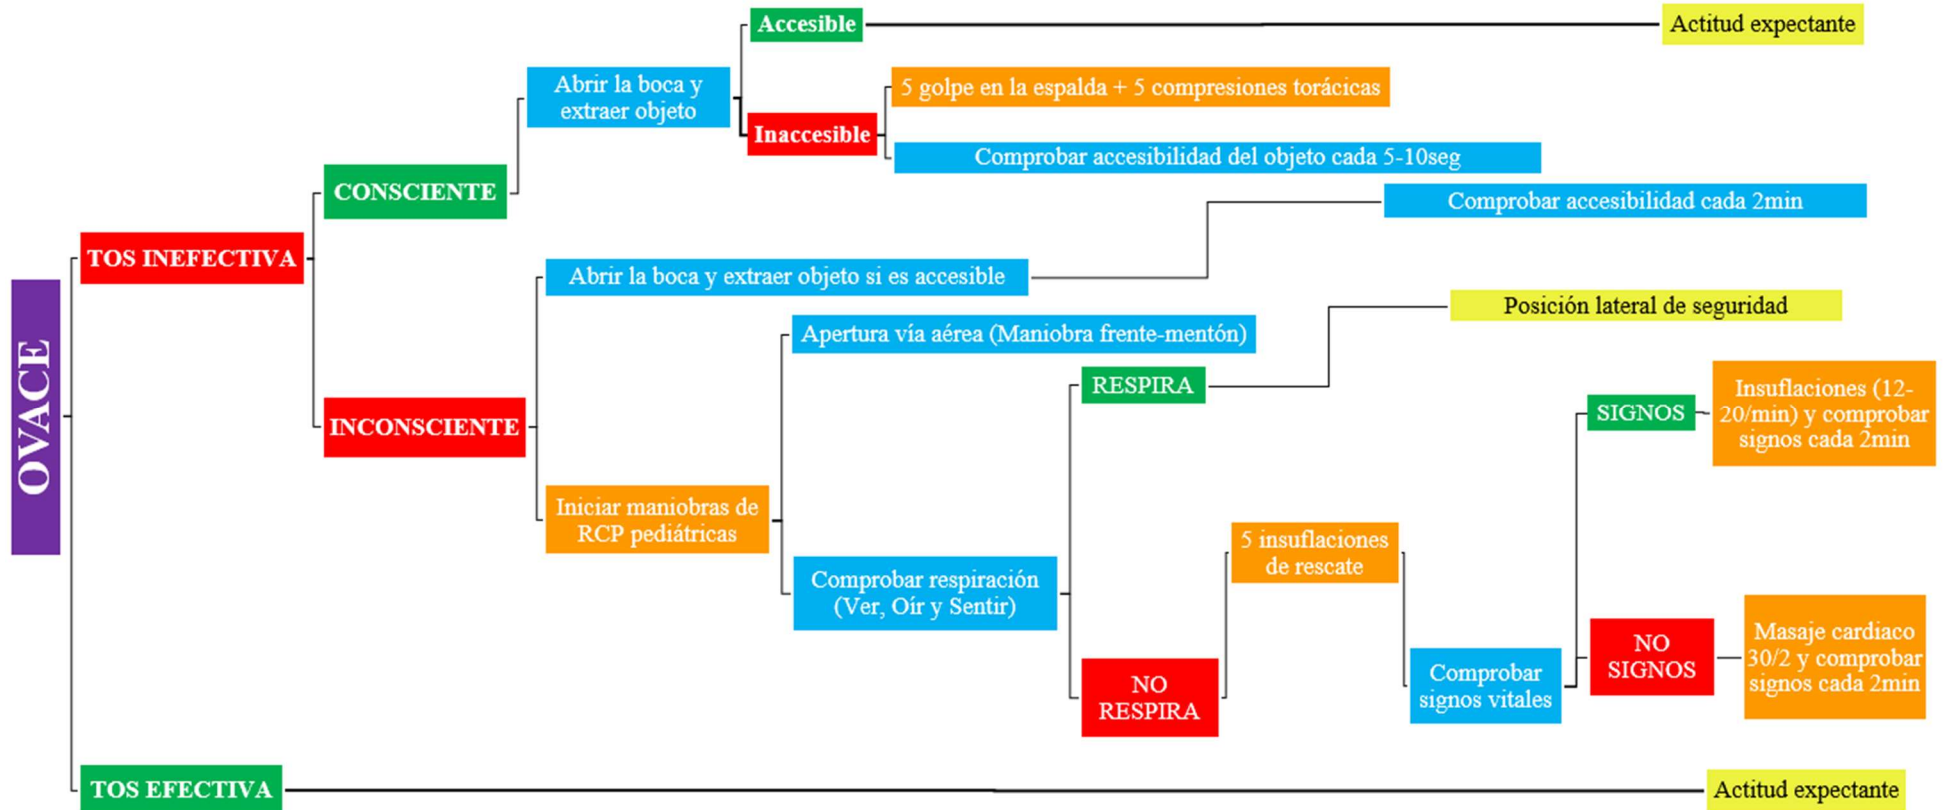 OVACE
TOS INEFECTIVA
CONSCIENTE
Abrir la boca y
extraer objeto
Accesible
Actitud expectante
Inaccesible
5 golpe en la espalda + 5 compresiones torácicas
Comprobar accesibilidad del objeto cada 5-10seg
INCONSCIENTE
Abrir la boca y extraer objeto si es accesible
Comprobar accesibilidad cada 2min
Iniciar maniobras de
RCP pediátricas
Apertura vía aérea (Maniobra frente-mentón)
Comprobar respiración
(Ver, Oír y Sentir)
RESPIRA
Posición lateral de seguridad
NO
RESPIRA
5 insuflaciones
de rescate
Comprobar
signos vitales
SIGNOS
Insuflaciones (12-
20/min) y comprobar
signos cada 2min
NO
SIGNOS
Masaje cardiaco
30/2 y comprobar
signos cada 2min
TOS EFECTIVA
Actitud expectante